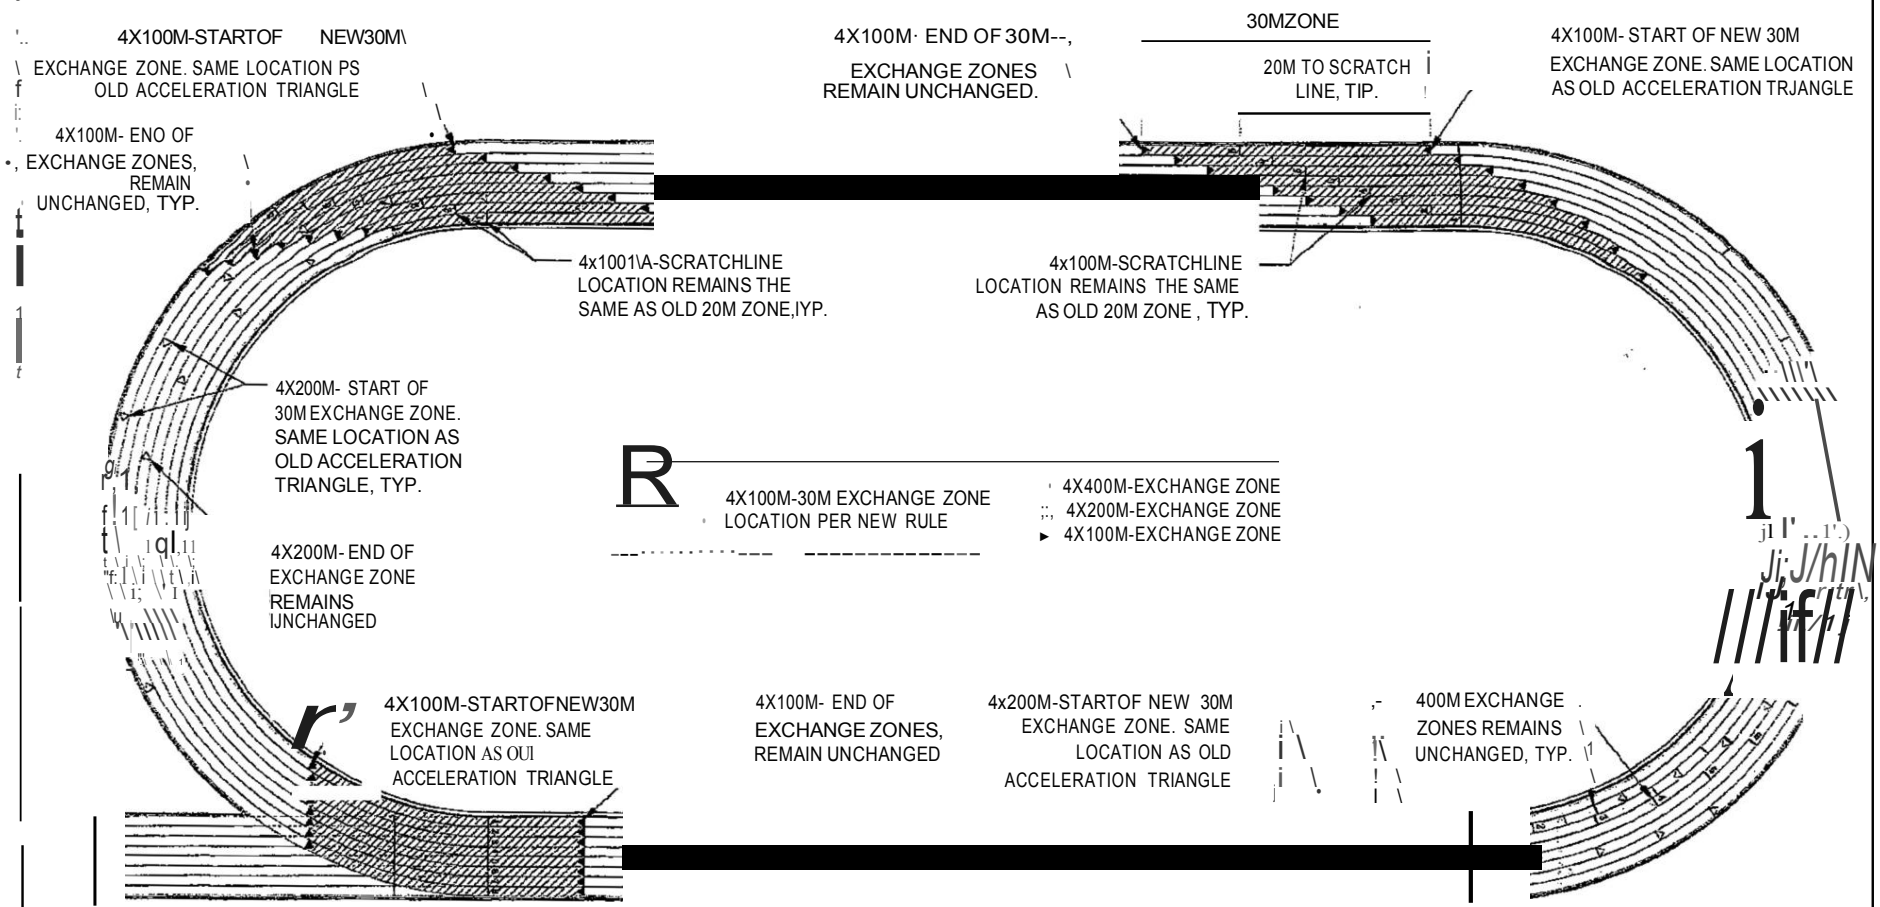 4X100M-STARTOF NEW30M\
EXCHANGE ZONE. SAME LOCATION PS
OLD ACCELERATION TRIANGLE
4X100M- ENO OF
EXCHANGE ZONES,
REMAIN
UNCHANGED, TYP.
4X100M· END OF 30M--,
EXCHANGE ZONES
REMAIN UNCHANGED.
30MZONE
20M TO SCRATCH
LINE, TIP.
4X100M- START OF NEW 30M
EXCHANGE ZONE. SAME LOCATION
AS OLD ACCELERATION TRJANGLE
4x1001\A-SCRATCHLINE
LOCATION REMAINS THE
SAME AS OLD 20M ZONE,IYP.
4x100M-SCRATCHLINE
LOCATION REMAINS THE SAME
AS OLD 20M ZONE , TYP.
4X200M- START OF
30M EXCHANGE ZONE.
SAME LOCATION AS
OLD ACCELERATION
TRIANGLE, TYP.
R
4X100M-30M EXCHANGE ZONE
LOCATION PER NEW RULE
4X400M-EXCHANGE ZONE
4X200M-EXCHANGE ZONE
► 4X100M-EXCHANGE ZONE
4X200M- END OF
EXCHANGE ZONE
REMAINS
IJNCHANGED
4X100M-STARTOFNEW30M
EXCHANGE ZONE. SAME
LOCATION AS OUI
ACCELERATION TRIANGLE
4X100M- END OF
EXCHANGE ZONES,
REMAIN UNCHANGED
4x200M-STARTOF NEW 30M
EXCHANGE ZONE. SAME
LOCATION AS OLD
ACCELERATION TRIANGLE
400M EXCHANGE .
ZONES REMAINS
UNCHANGED, TYP.